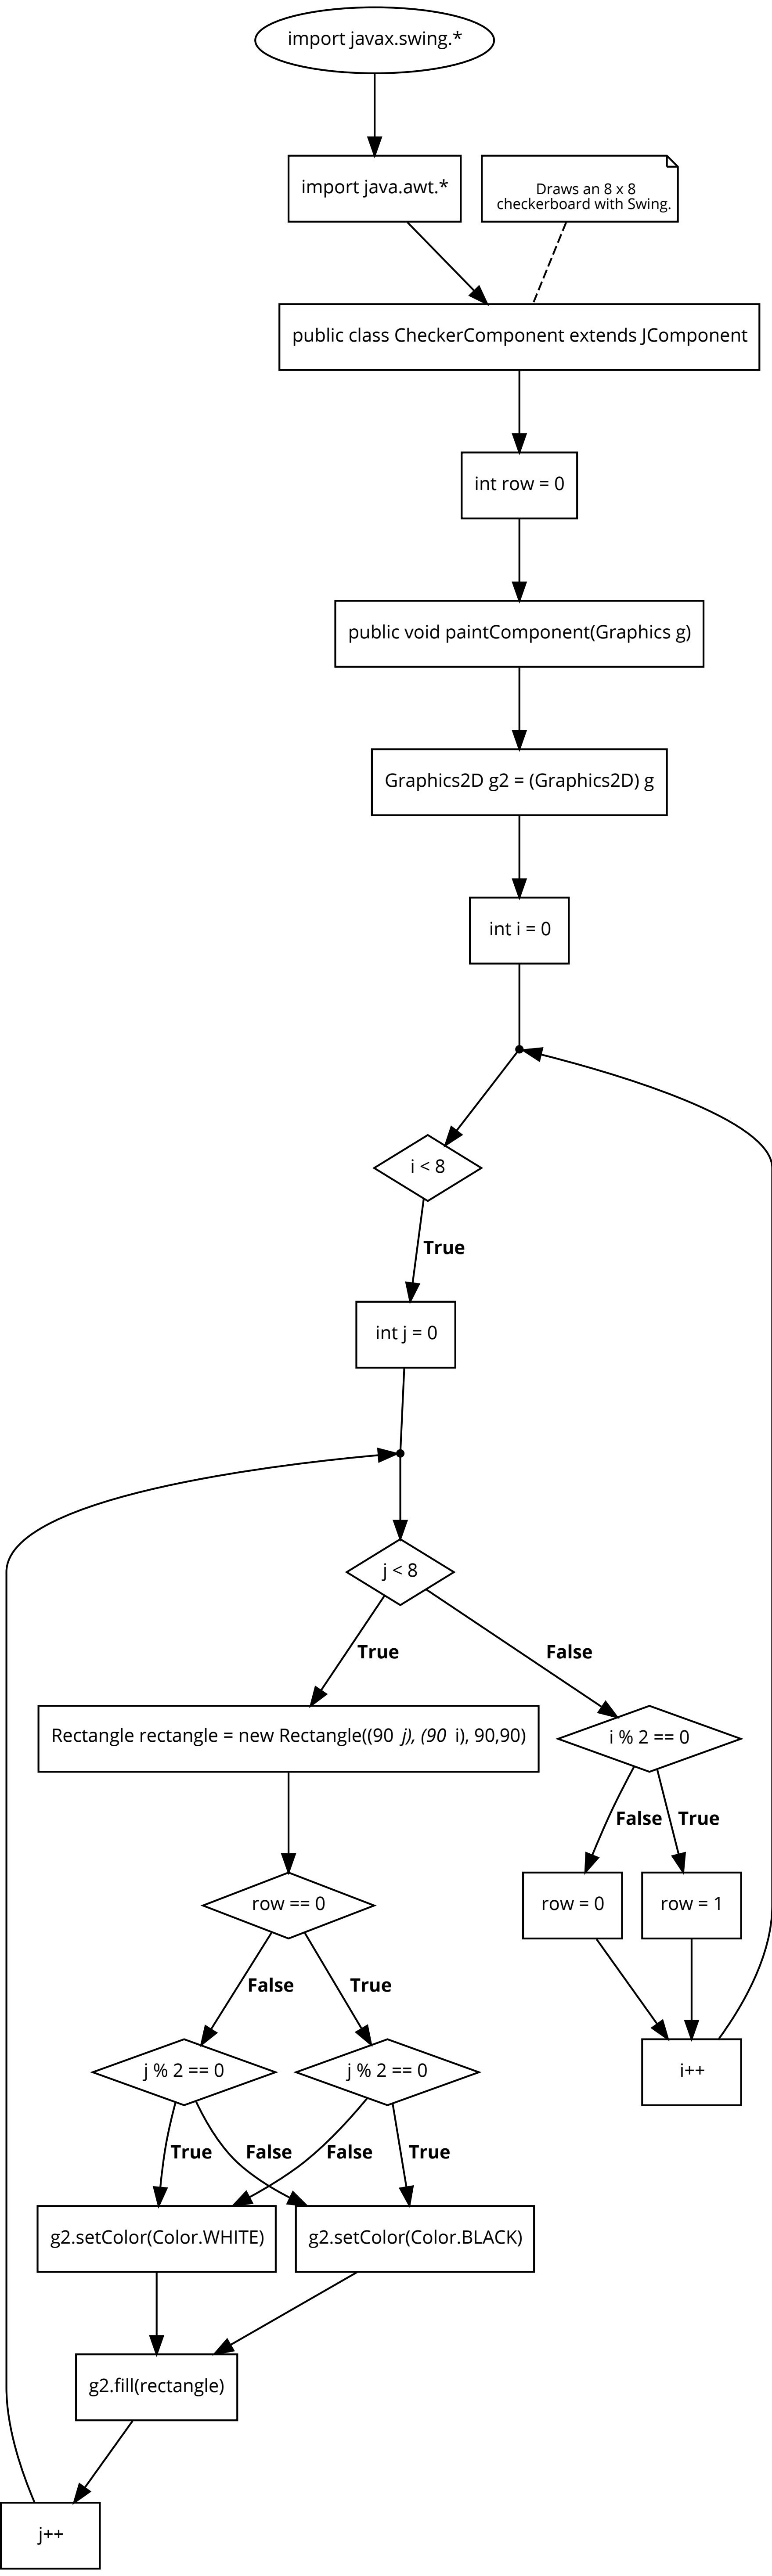 import javax.swing.*
import java.awt.*
Draws an 8 x 8
checkerboard with Swing.
public class CheckerComponent extends JComponent
int row = 0
public void paintComponent(Graphics g)
Graphics2D g2 = (Graphics2D) g
int i = 0
i < 8
True
int j = 0
j < 8
True
False
Rectangle rectangle = new Rectangle((90 j), (90 i), 90,90)
i % 2 == 0
False
True
row == 0
row = 0
row = 1
False
True
j % 2 == 0
j % 2 == 0
i++
True
False
False
True
g2.setColor(Color.WHITE)
g2.setColor(Color.BLACK)
g2.fill(rectangle)
j++